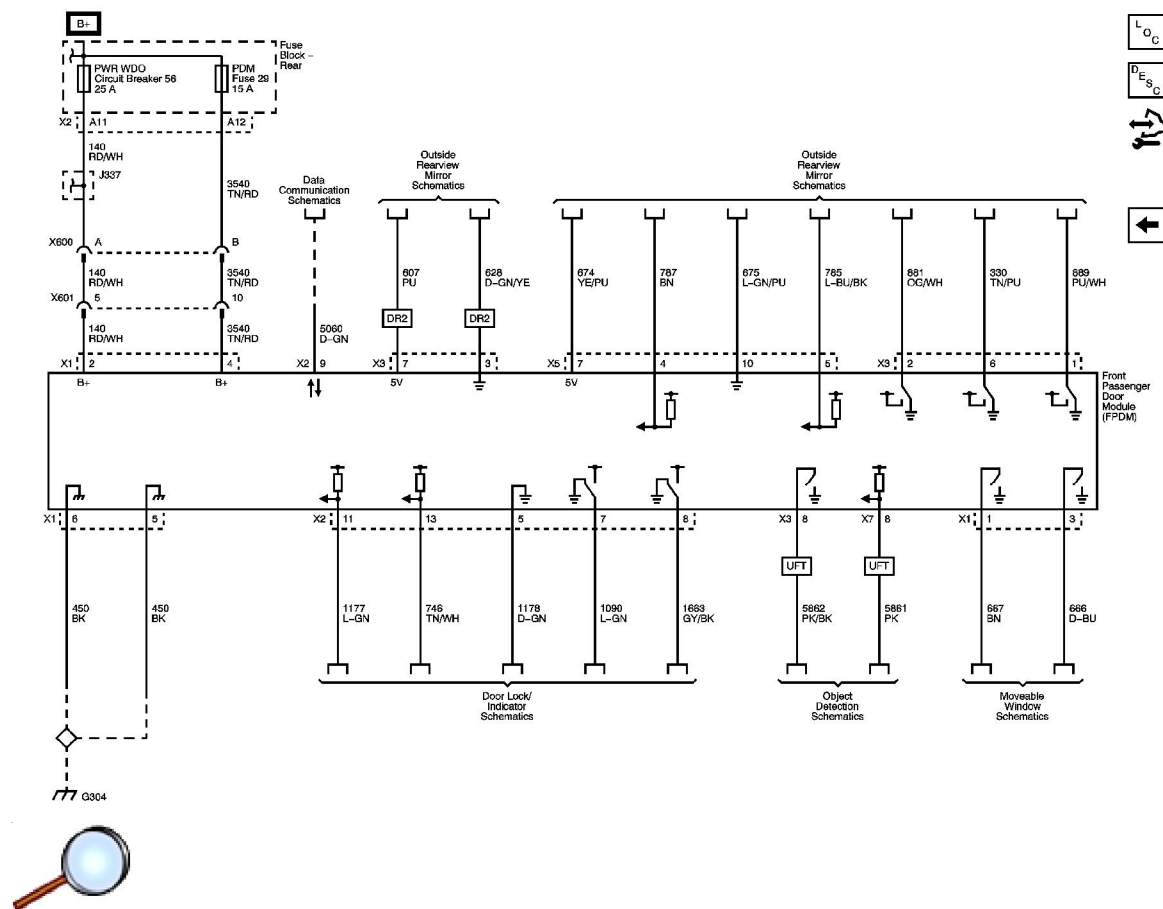 B+
Fuse
Block –
Rear
PWR WDO
Circuit Breaker 56
25 A
PDM
Fuse 29
15 A
X2 A11 A12
140
RD/WH
J337
3540
TN/RD
X600 A B
140
RD/WH
3540
TN/RD
X601 5 10
140
RD/WH
3540
TN/RD
Data
Communication
Schematics
5060
D-GN
Outside
Rearview
Mirror
Schematics
607
PU
628
D-GN/YE
DR2 DR2
Outside
Rearview
Mirror
Schematics
674
YE/PU
787
BN
675
L-GN/PU
785
L-BU/BK
881
OG/WH
330
TN/PU
889
PU/WH
X1 2 4 X2 9 X3 7 3 X5 7 4 10 5 X3 2 6 1
B+ B+ 5V 5V
Front
Passenger
Door
Module
(FPDM)
X1 6 5 X2 11 13 5 7 8 X3 8 X7 8 X1 1 3
UFT UFT
450
BK
450
BK
1177
L-GN
746
TN/WH
1178
D-GN
1090
L-GN
1663
GY/BK
5862
PK/BK
5861
PK
667
BN
666
D-BU
Door Lock/
Indicator
Schematics
Object
Detection
Schematics
Moveable
Window
Schematics
G304
LOC
DESC